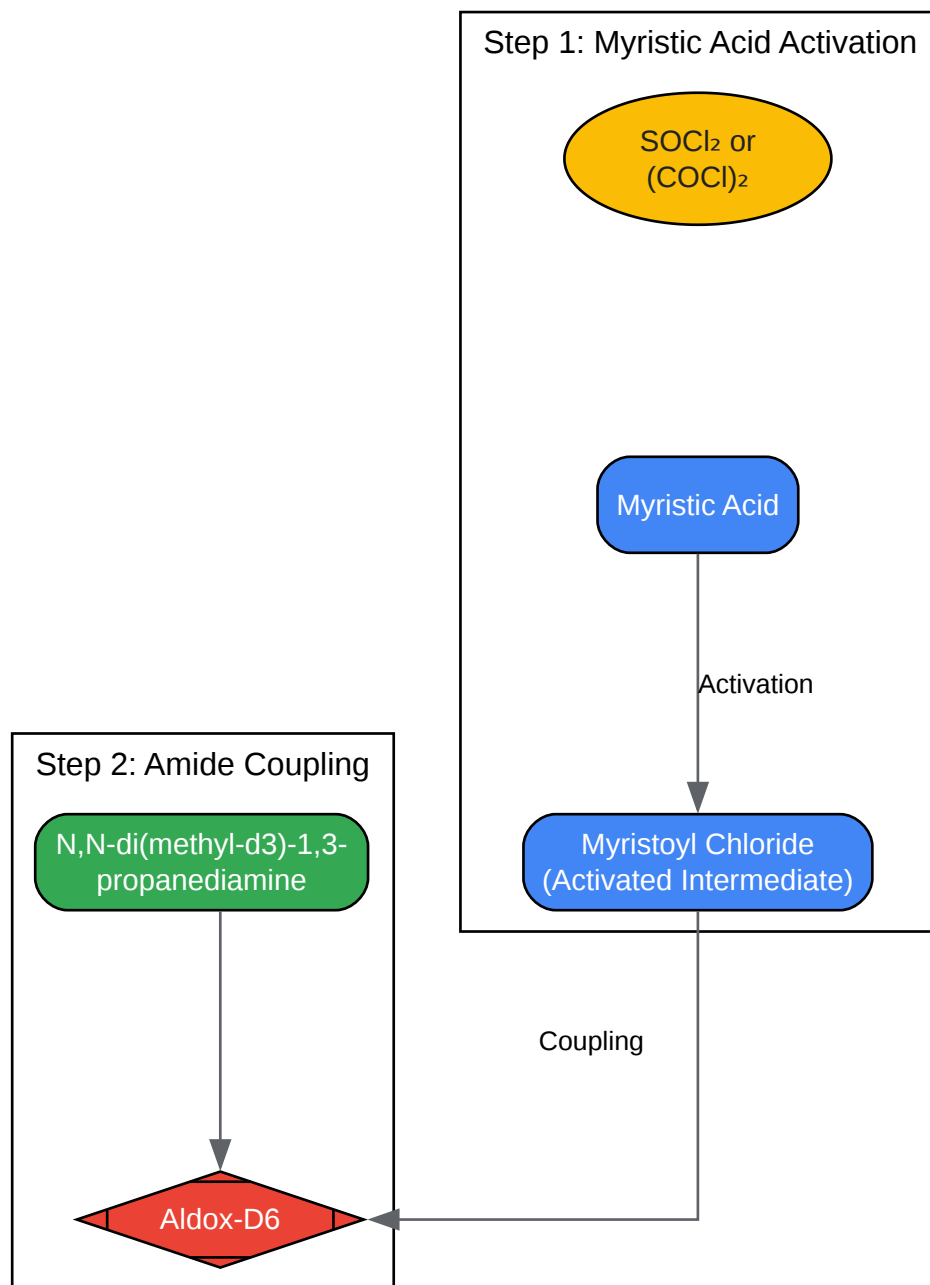 Step 1: Myristic Acid Activation
SOCl₂ or
(COCl)₂
Myristic Acid
Activation
Step 2: Amide Coupling
N,N-di(methyl-d3)-1,3-
propanediamine
Myristoyl Chloride
(Activated Intermediate)
Coupling
Aldox-D6